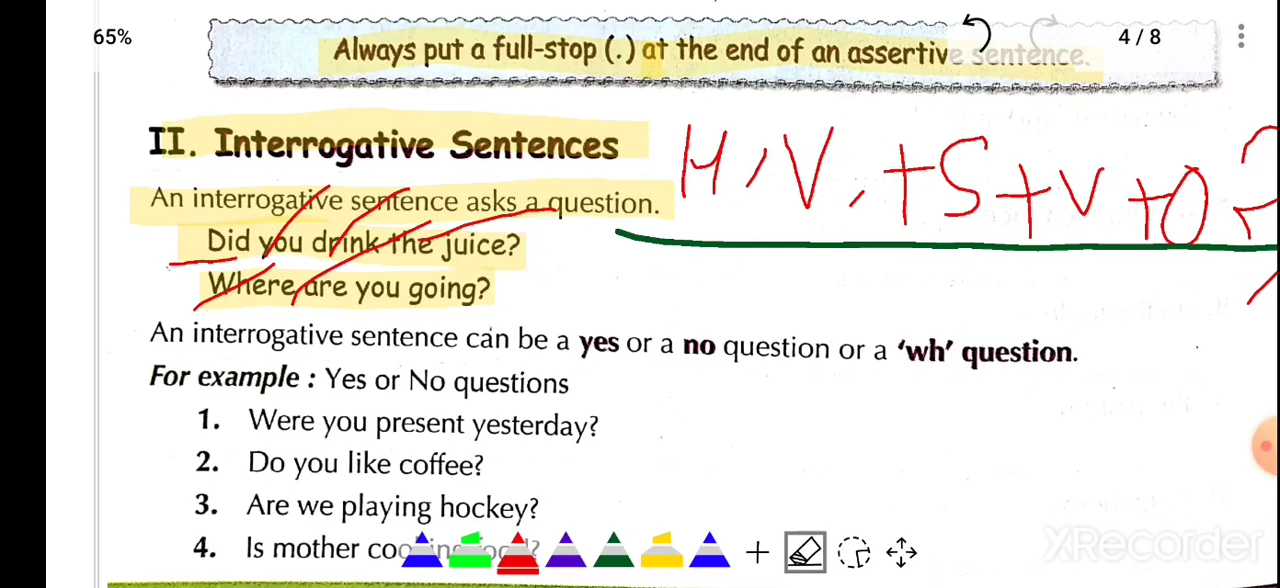 65%
4 / 8
Always put a full-stop (.) at the end of an assertive sentence.
II. Interrogative Sentences
H.V. + S + V + O ?
An interrogative sentence asks a question.
Did you drink the juice?
Where are you going?
An interrogative sentence can be a yes or a no question or a 'wh' question.
For example : Yes or No questions
1. Were you present yesterday?
2. Do you like coffee?
3. Are we playing hockey?
4. Is mother
XRecorder